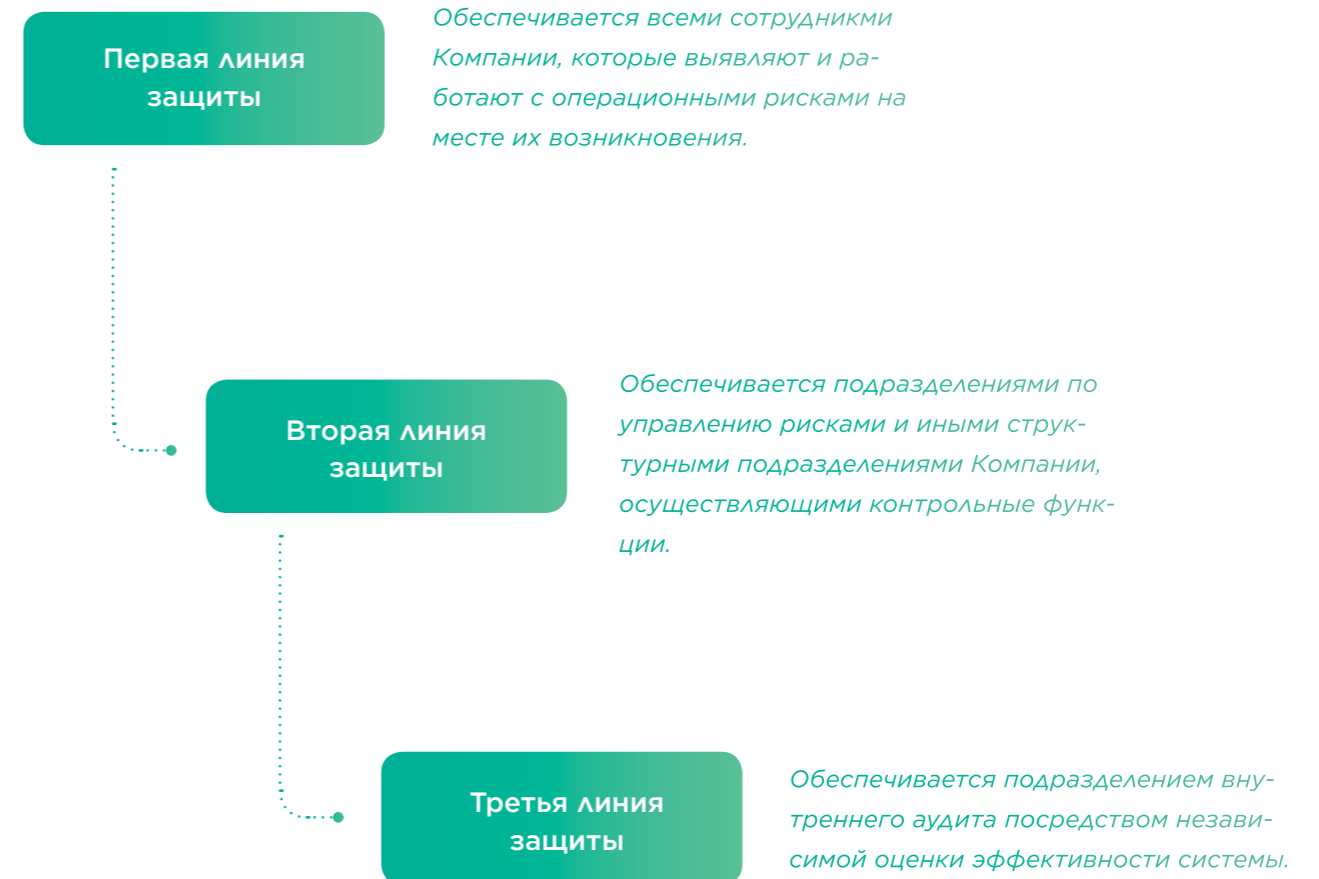 Первая линия
защиты
Обеспечивается всеми сотрудникми
Компании, которые выявляют и ра-
ботают с операционными рисками на
месте их возникновения.
Вторая линия
защиты
Обеспечивается подразделениями по
управлению рисками и иными струк-
турными подразделениями Компании,
осуществляющими контрольные функ-
ции.
Третья линия
защиты
Обеспечивается подразделением вну-
треннего аудита посредством незави-
симой оценки эффективности системы.